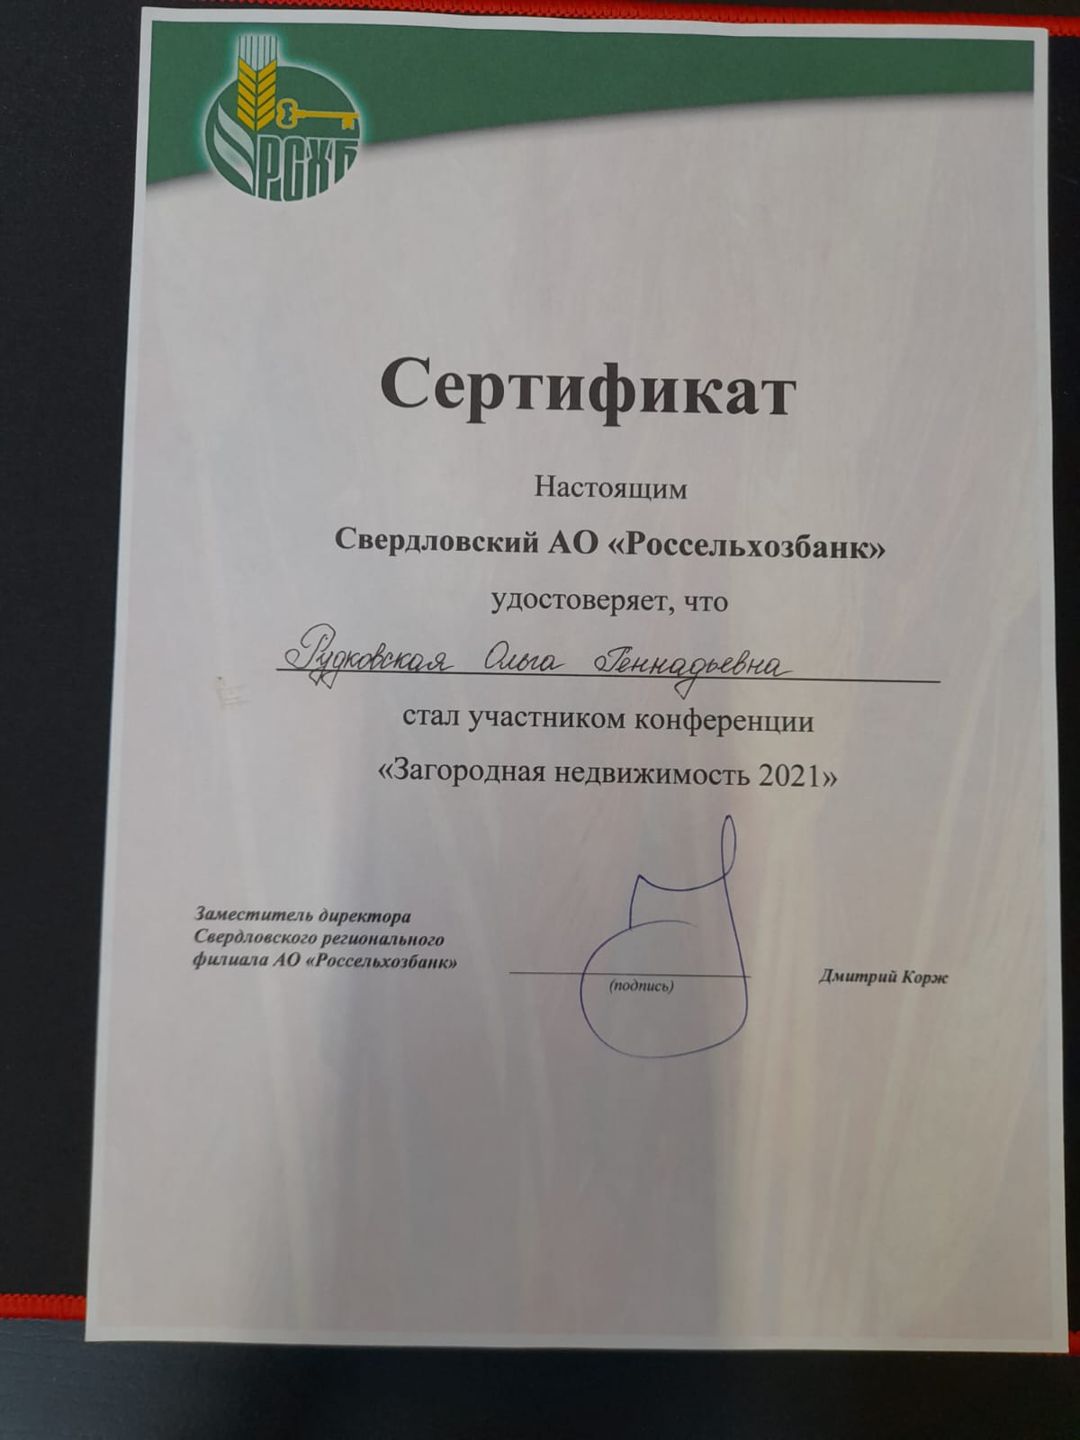 РСХБ
Сертификат
Настоящим
Свердловский АО «Россельхозбанк»
удостоверяет, что
Рудковская Ольга Геннадьевна
стал участником конференции
«Загородная недвижимость 2021»
Заместитель директора
Свердловского регионального
филиала АО «Россельхозбанк»
(подпись)
Дмитрий Корж